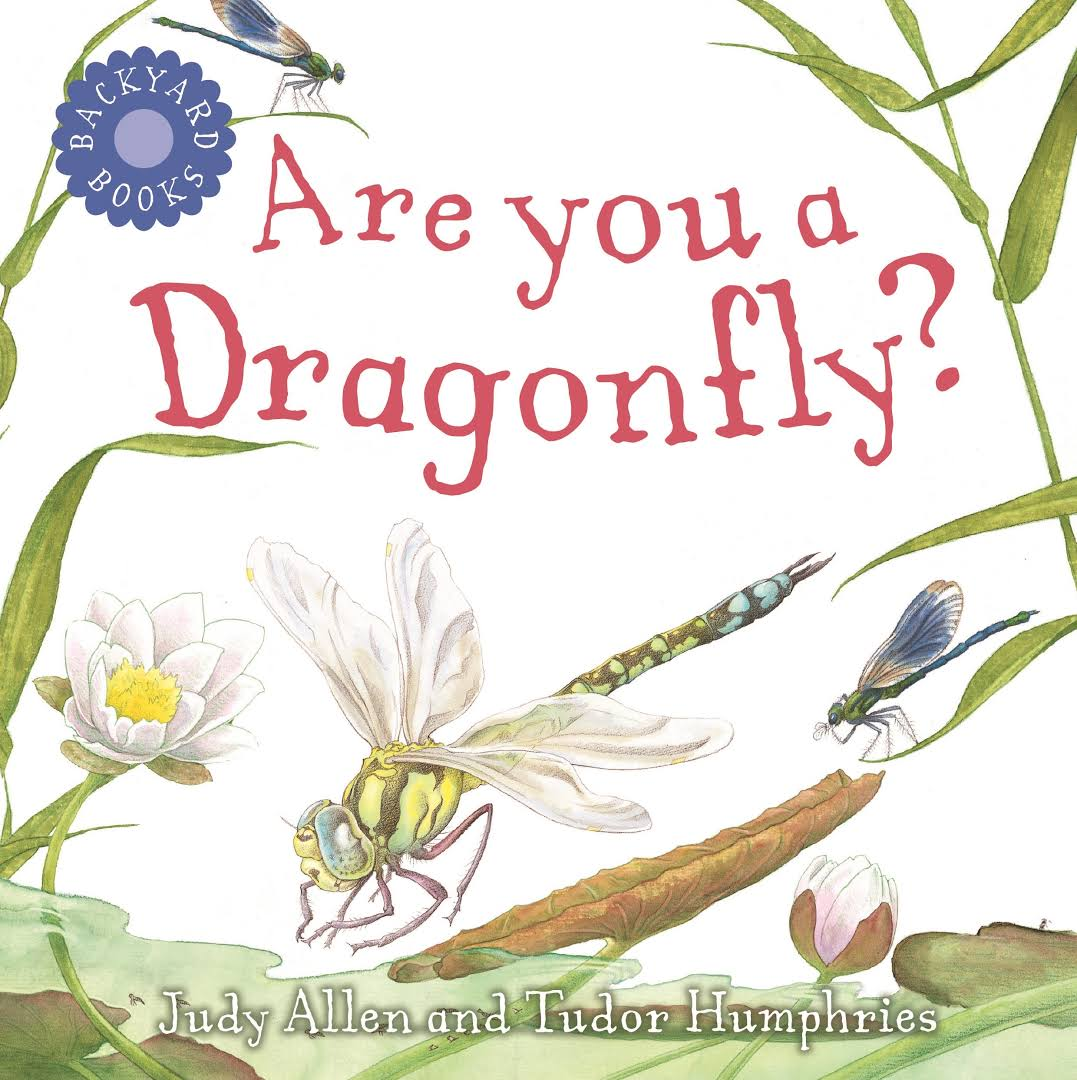 BACKYARD
BOOKS
Are you a
Dragonfly?
Judy Allen and Tudor Humphries